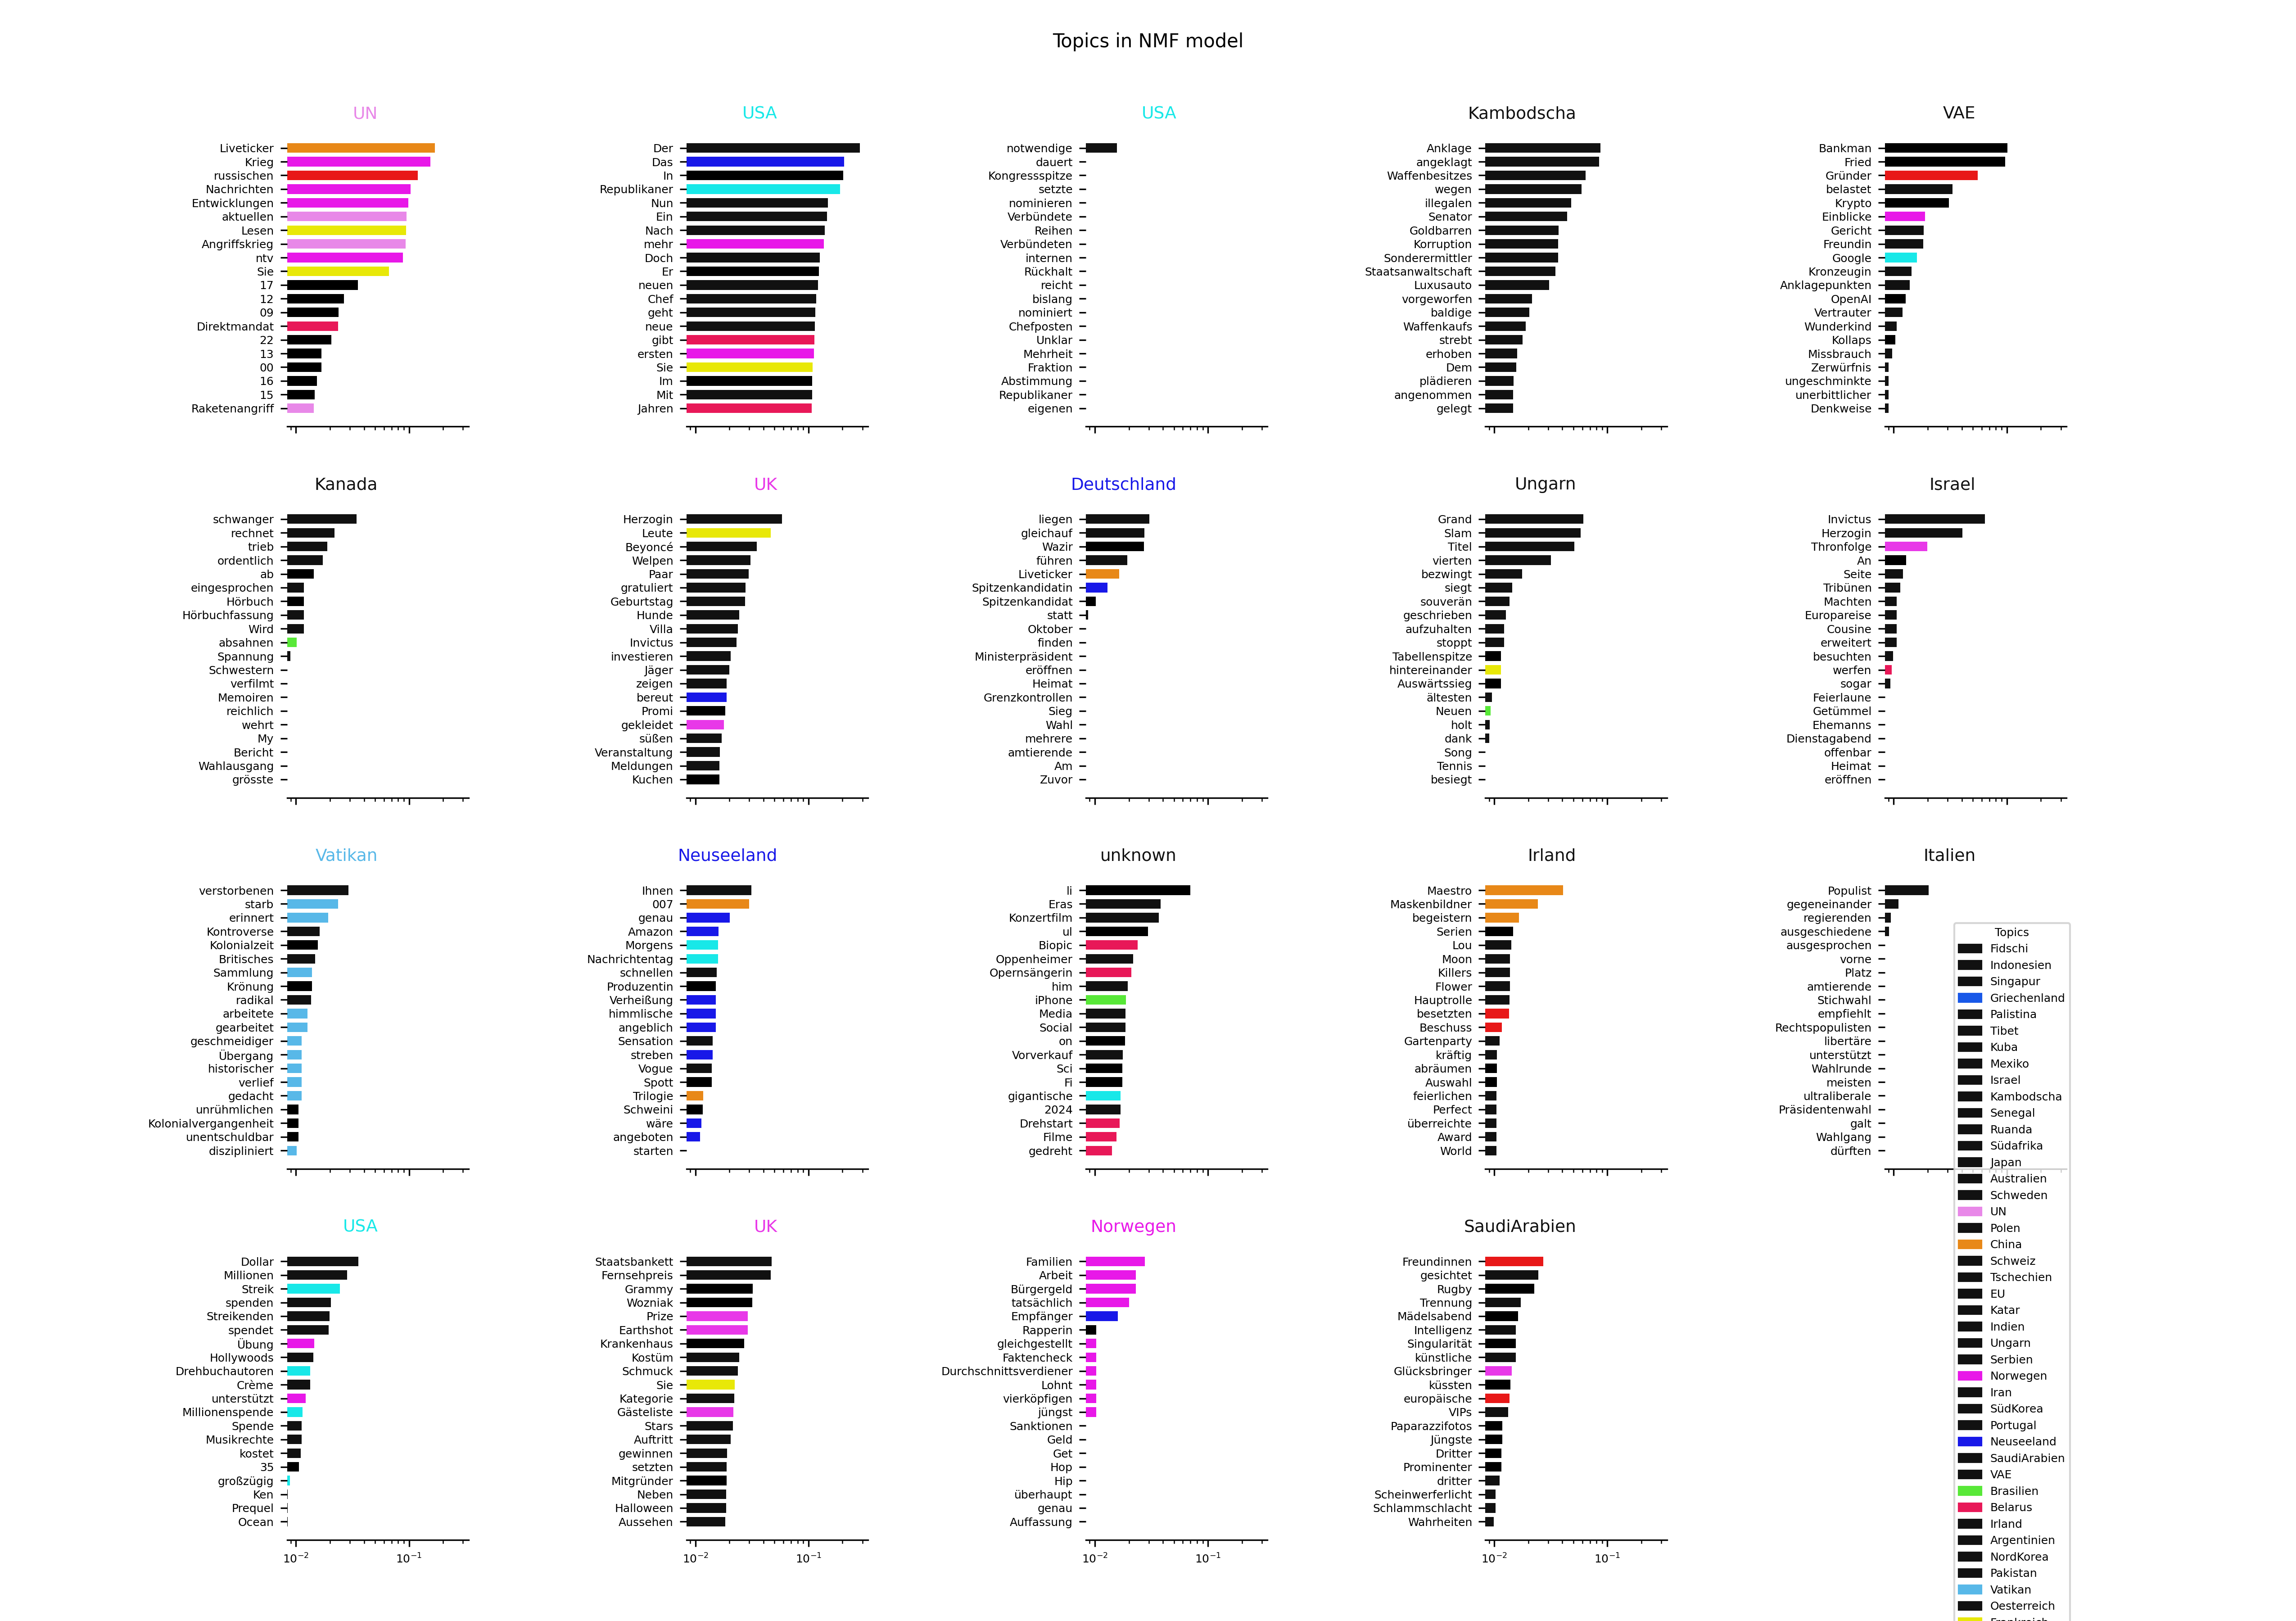 Topics in NMF model
UN
Liveticker
Krieg
russischen
Nachrichten
Entwicklungen
aktuellen
Lesen
Angriffskrieg
ntv
Sie
17
12
09
Direktmandat
22
13
00
16
15
Raketenangriff
USA
Der
Das
In
Republikaner
Nun
Ein
Nach
mehr
Doch
Er
neuen
Chef
geht
neue
gibt
ersten
Sie
Im
Mit
Jahren
USA
notwendige
dauert
Kongressspitze
setzte
nominieren
Verbündete
Reihen
Verbündeten
internen
Rückhalt
reicht
bislang
nominiert
Chefposten
Unklar
Mehrheit
Fraktion
Abstimmung
Republikaner
eigenen
Kambodscha
Anklage
angeklagt
Waffenbesitzes
wegen
illegalen
Senator
Goldbarren
Korruption
Sonderermittler
Staatsanwaltschaft
Luxusauto
vorgeworfen
baldige
Waffenkaufs
strebt
erhoben
Dem
plädieren
angenommen
gelegt
VAE
Bankman
Fried
Gründer
belastet
Krypto
Einblicke
Gericht
Freundin
Google
Kronzeugin
Anklagepunkten
OpenAI
Vertrauter
Wunderkind
Kollaps
Missbrauch
Zerwürfnis
ungeschminkte
unerbittlicher
Denkweise
Kanada
schwanger
rechnet
trieb
ordentlich
ab
eingesprochen
Hörbuch
Hörbuchfassung
Wird
absahnen
Spannung
Schwestern
verfilmt
Memoiren
reichlich
wehrt
My
Bericht
Wahlausgang
grösste
UK
Herzogin
Leute
Beyoncé
Welpen
Paar
gratuliert
Geburtstag
Hunde
Villa
Invictus
investieren
Jäger
zeigen
bereut
Promi
gekleidet
süßen
Veranstaltung
Meldungen
Kuchen
Deutschland
liegen
gleichauf
Wazir
führen
Liveticker
Spitzenkandidatin
Spitzenkandidat
statt
Oktober
finden
Ministerpräsident
eröffnen
Heimat
Grenzkontrollen
Sieg
Wahl
mehrere
amtierende
Am
Zuvor
Ungarn
Grand
Slam
Titel
vierten
bezwingt
siegt
souverän
geschrieben
aufzuhalten
stoppt
Tabellenspitze
hintereinander
Auswärtssieg
ältesten
Neuen
holt
dank
Song
Tennis
besiegt
Israel
Invictus
Herzogin
Thronfolge
An
Seite
Tribünen
Machten
Europareise
Cousine
erweitert
besuchten
werfen
sogar
Feierlaune
Getümmel
Ehemanns
Dienstagabend
offenbar
Heimat
eröffnen
Vatikan
verstorbenen
starb
erinnert
Kontroverse
Kolonialzeit
Britisches
Sammlung
Krönung
radikal
arbeitete
gearbeitet
geschmeidiger
Übergang
historischer
verlief
gedacht
unrühmlichen
Kolonialvergangenheit
unentschuldbar
diszipliniert
Neuseeland
Ihnen
007
genau
Amazon
Morgens
Nachrichtentag
schnellen
Produzentin
Verheißung
himmlische
angeblich
Sensation
streben
Vogue
Spott
Trilogie
Schweini
wäre
angeboten
starten
unknown
li
Eras
Konzertfilm
ul
Biopic
Oppenheimer
Opernsängerin
him
iPhone
Media
Social
on
Vorverkauf
Sci
Fi
gigantische
2024
Drehstart
Filme
gedreht
Irland
Maestro
Maskenbildner
begeistern
Serien
Lou
Moon
Killers
Flower
Hauptrolle
besetzten
Beschuss
Gartenparty
kräftig
abräumen
Auswahl
feierlichen
Perfect
überreichte
Award
World
Italien
Populist
gegeneinander
regierenden
ausgeschiedene
ausgesprochen
vorne
Platz
amtierende
Stichwahl
empfiehlt
Rechtspopulisten
libertäre
unterstützt
Wahlrunde
meisten
ultraliberale
Präsidentenwahl
galt
Wahlgang
dürften
USA
Dollar
Millionen
Streik
spenden
Streikenden
spendet
Übung
Hollywoods
Drehbuchautoren
Crème
unterstützt
Millionenspende
Spende
Musikrechte
kostet
35
großzügig
Ken
Prequel
Ocean
10⁻² 10⁻¹
UK
Staatsbankett
Fernsehpreis
Grammy
Wozniak
Prize
Earthshot
Krankenhaus
Kostüm
Schmuck
Sie
Kategorie
Gästeliste
Stars
Auftritt
gewinnen
setzten
Mitgründer
Neben
Halloween
Aussehen
10⁻² 10⁻¹
Norwegen
Familien
Arbeit
Bürgergeld
tatsächlich
Empfänger
Rapperin
gleichgestellt
Faktencheck
Durchschnittsverdiener
Lohnt
vierköpfigen
jüngst
Sanktionen
Geld
Get
Hop
Hip
überhaupt
genau
Auffassung
10⁻² 10⁻¹
SaudiArabien
Freundinnen
gesichtet
Rugby
Trennung
Mädelsabend
Intelligenz
Singularität
künstliche
Glücksbringer
küssten
europäische
VIPs
Paparazzifotos
Jüngste
Dritter
Prominenter
dritter
Scheinwerferlicht
Schlammschlacht
Wahrheiten
10⁻² 10⁻¹
Topics
Fidschi
Indonesien
Singapur
Griechenland
Palistina
Tibet
Kuba
Mexiko
Israel
Kambodscha
Senegal
Ruanda
Südafrika
Japan
Australien
Schweden
UN
Polen
China
Schweiz
Tschechien
EU
Katar
Indien
Ungarn
Serbien
Norwegen
Iran
SüdKorea
Portugal
Neuseeland
SaudiArabien
VAE
Brasilien
Belarus
Irland
Argentinien
NordKorea
Pakistan
Vatikan
Oesterreich